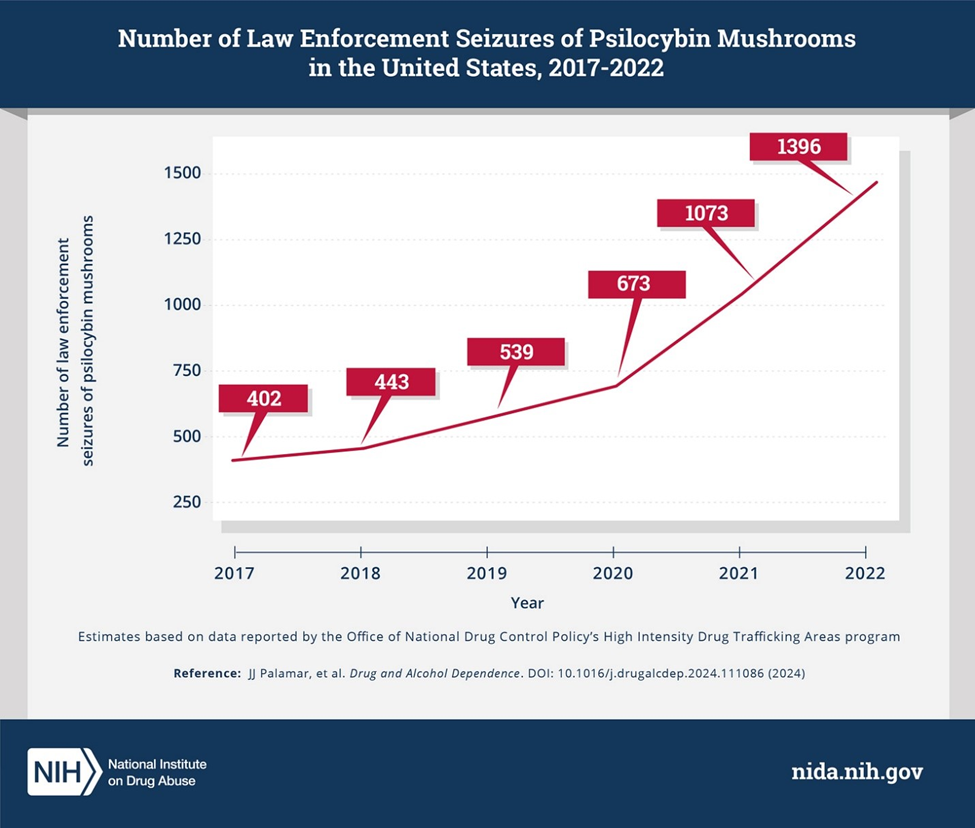 Number of Law Enforcement Seizures of Psilocybin Mushrooms
in the United States, 2017-2022
Number of law enforcement
seizures of psilocybin mushrooms
1500
1250
1000
750
500
250
402
443
539
673
1073
1396
2017
2018
2019
2020
2021
2022
Year
Estimates based on data reported by the Office of National Drug Control Policy’s High Intensity Drug Trafficking Areas program
Reference: JJ Palamar, et al. Drug and Alcohol Dependence. DOI: 10.1016/j.drugalcdep.2024.111086 (2024)
NIH
National Institute
on Drug Abuse
nida.nih.gov